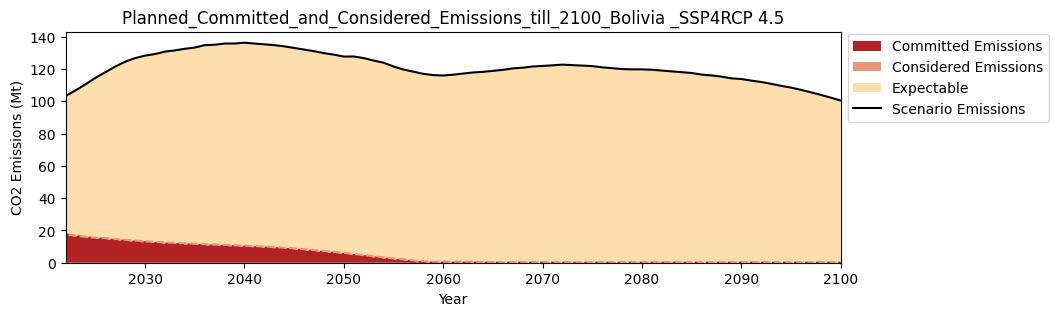 Planned_Committed_and_Considered_Emissions_till_2100_Bolivia _SSP4RCP 4.5
CO2 Emissions (Mt)
140
120
100
80
60
40
20
0
2030 2040 2050 2060 2070 2080 2090 2100
Year
Committed Emissions
Considered Emissions
Expectable
Scenario Emissions